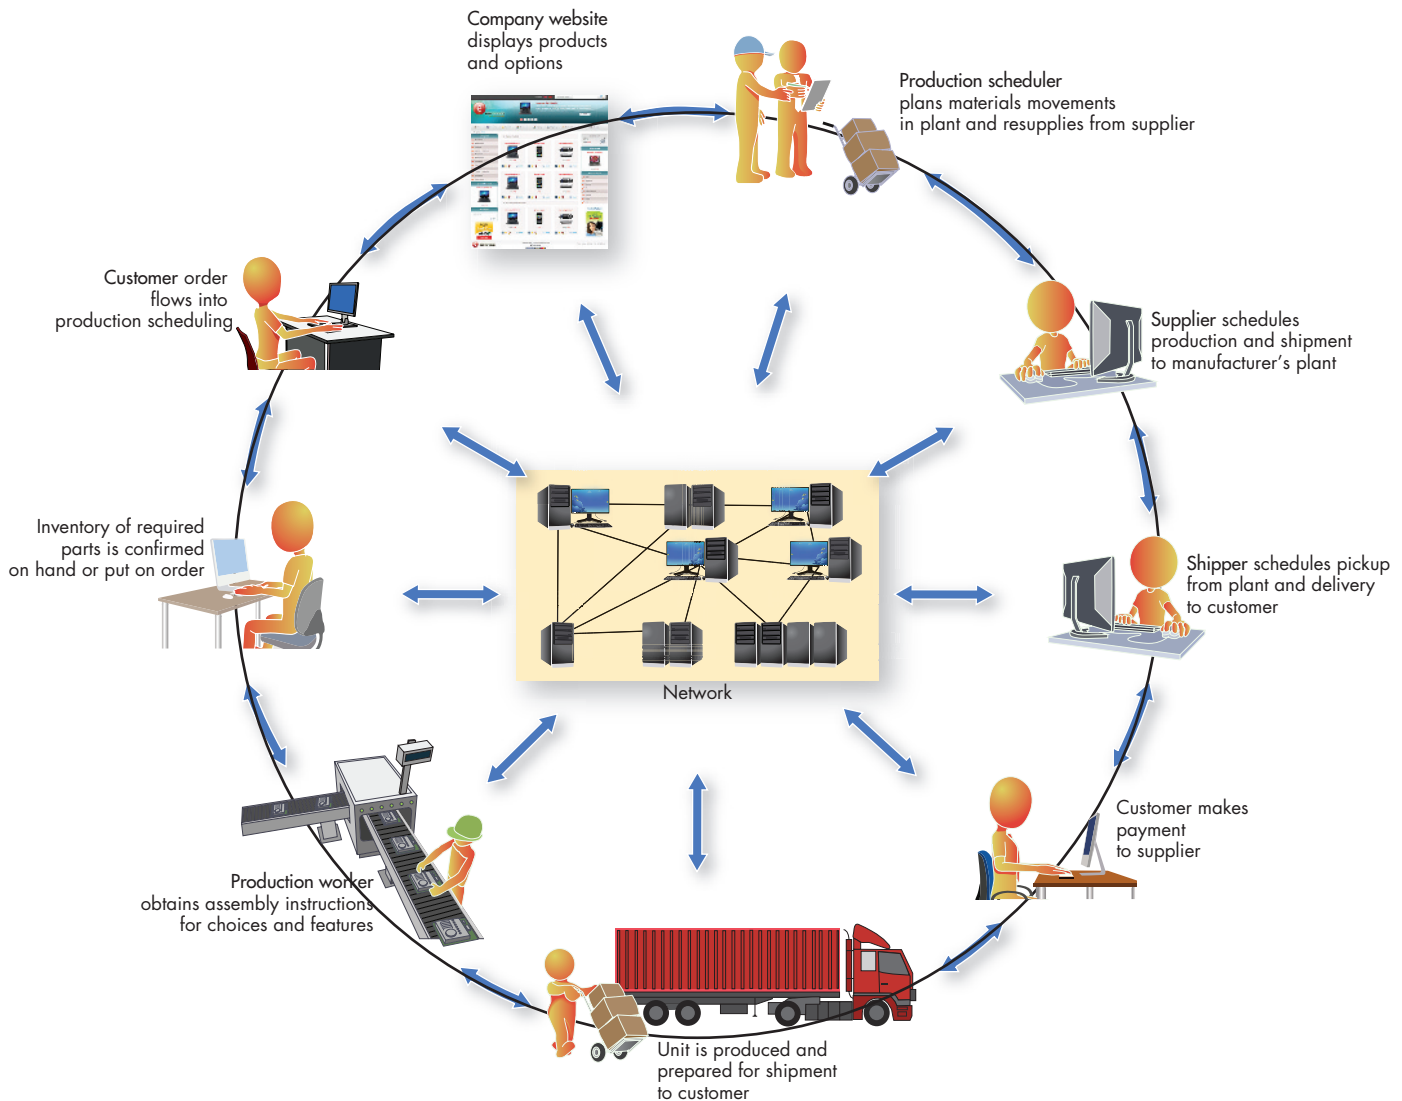 Company website
displays products
and options
Production scheduler
plans materials movements
in plant and resupplies from supplier
Customer order
flows into
production scheduling
Supplier schedules
production and shipment
to manufacturer’s plant
Inventory of required
parts is confirmed
on hand or put on order
Shipper schedules pickup
from plant and delivery
to customer
Network
Production worker
obtains assembly instructions
for choices and features
Customer makes
payment
to supplier
Unit is produced and
prepared for shipment
to customer